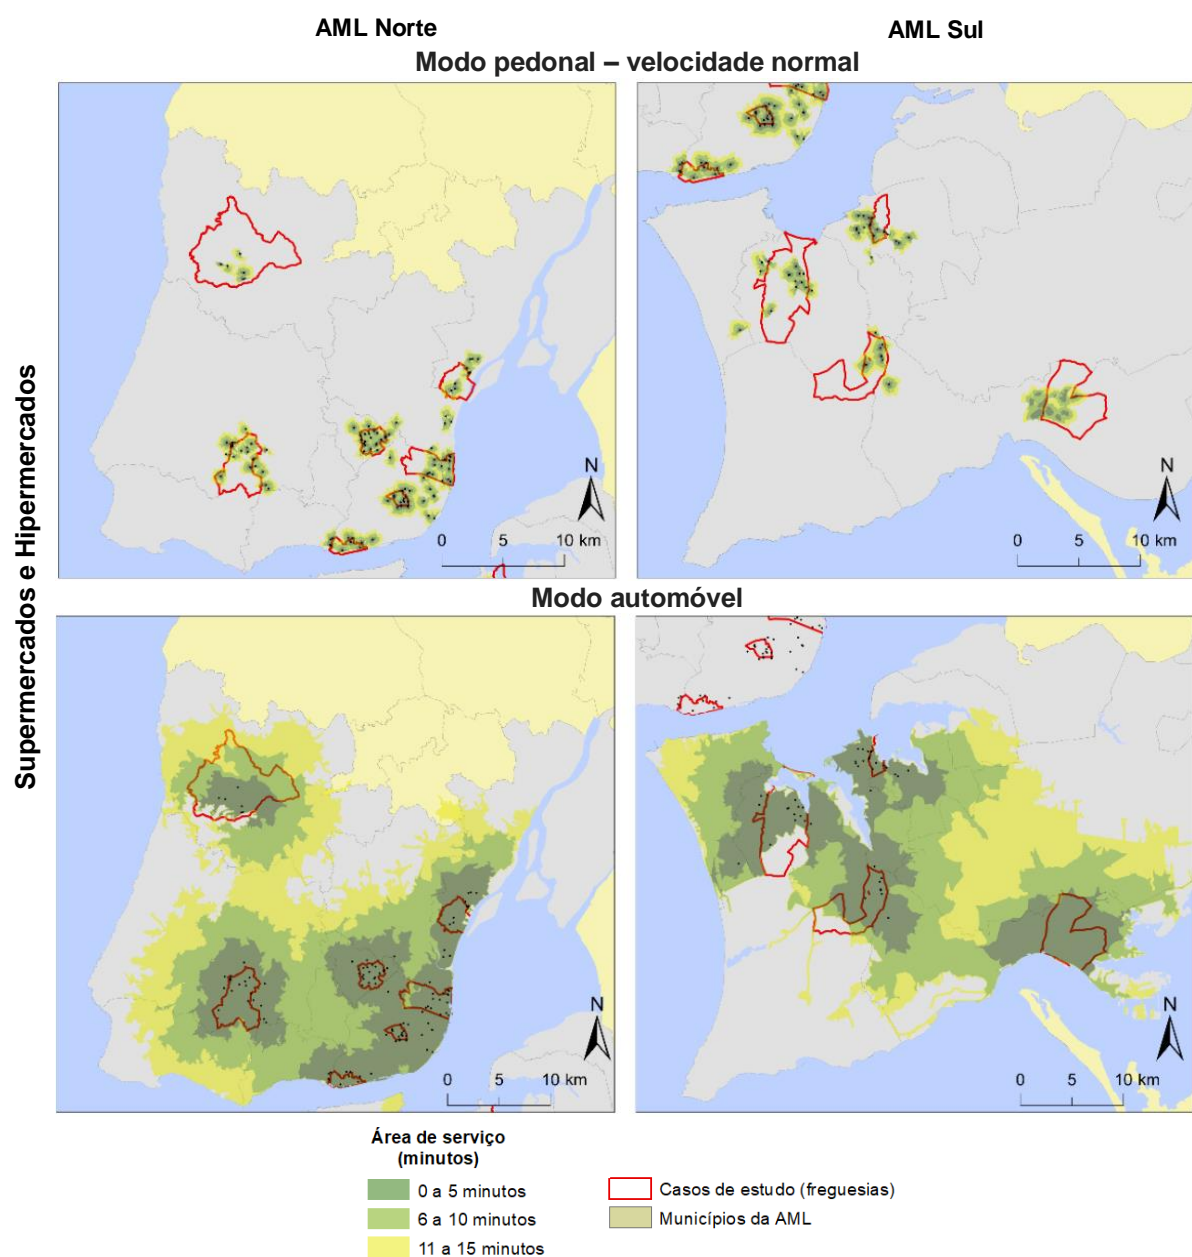 AML Norte
AML Sul
Modo pedonal – velocidade normal
Supermercados e Hipermercados
N
0 5 10 km
N
0 5 10 km
Modo automóvel
N
0 5 10 km
N
0 5 10 km
Área de serviço
(minutos)
0 a 5 minutos
6 a 10 minutos
11 a 15 minutos
Casos de estudo (freguesias)
Municípios da AML